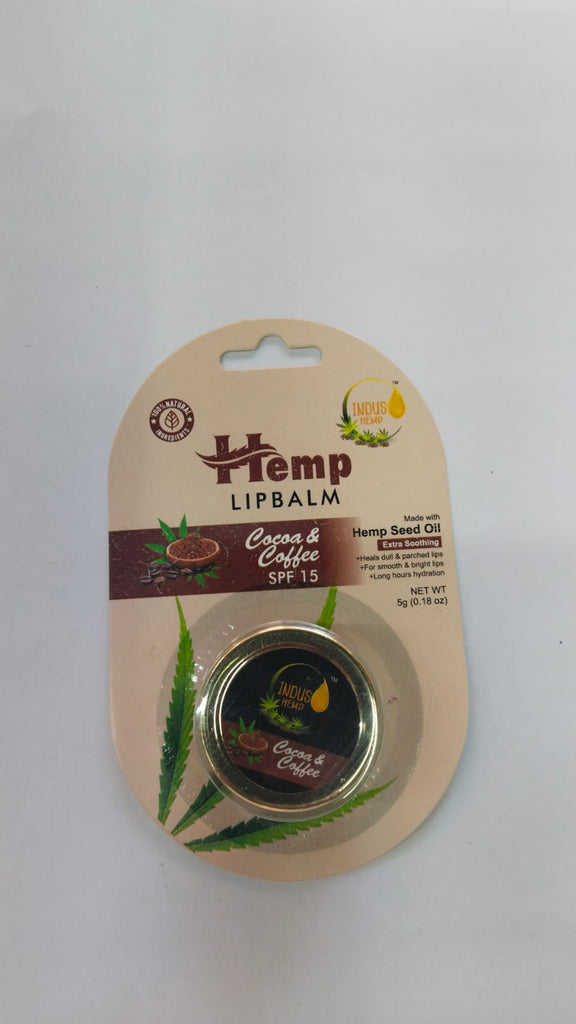 100% NATURAL
INGREDIENTS
INDUS
HEMP
TM
Hemp
LIPBALM
Cocoa &
Coffee
SPF 15
Made with
Hemp Seed Oil
Extra Soothing
+Heals dull & parched lips
+For smooth & bright lips
+Long hours hydration
NET WT
5g (0.18 oz)
INDUS
HEMP
TM
Cocoa &
Coffee